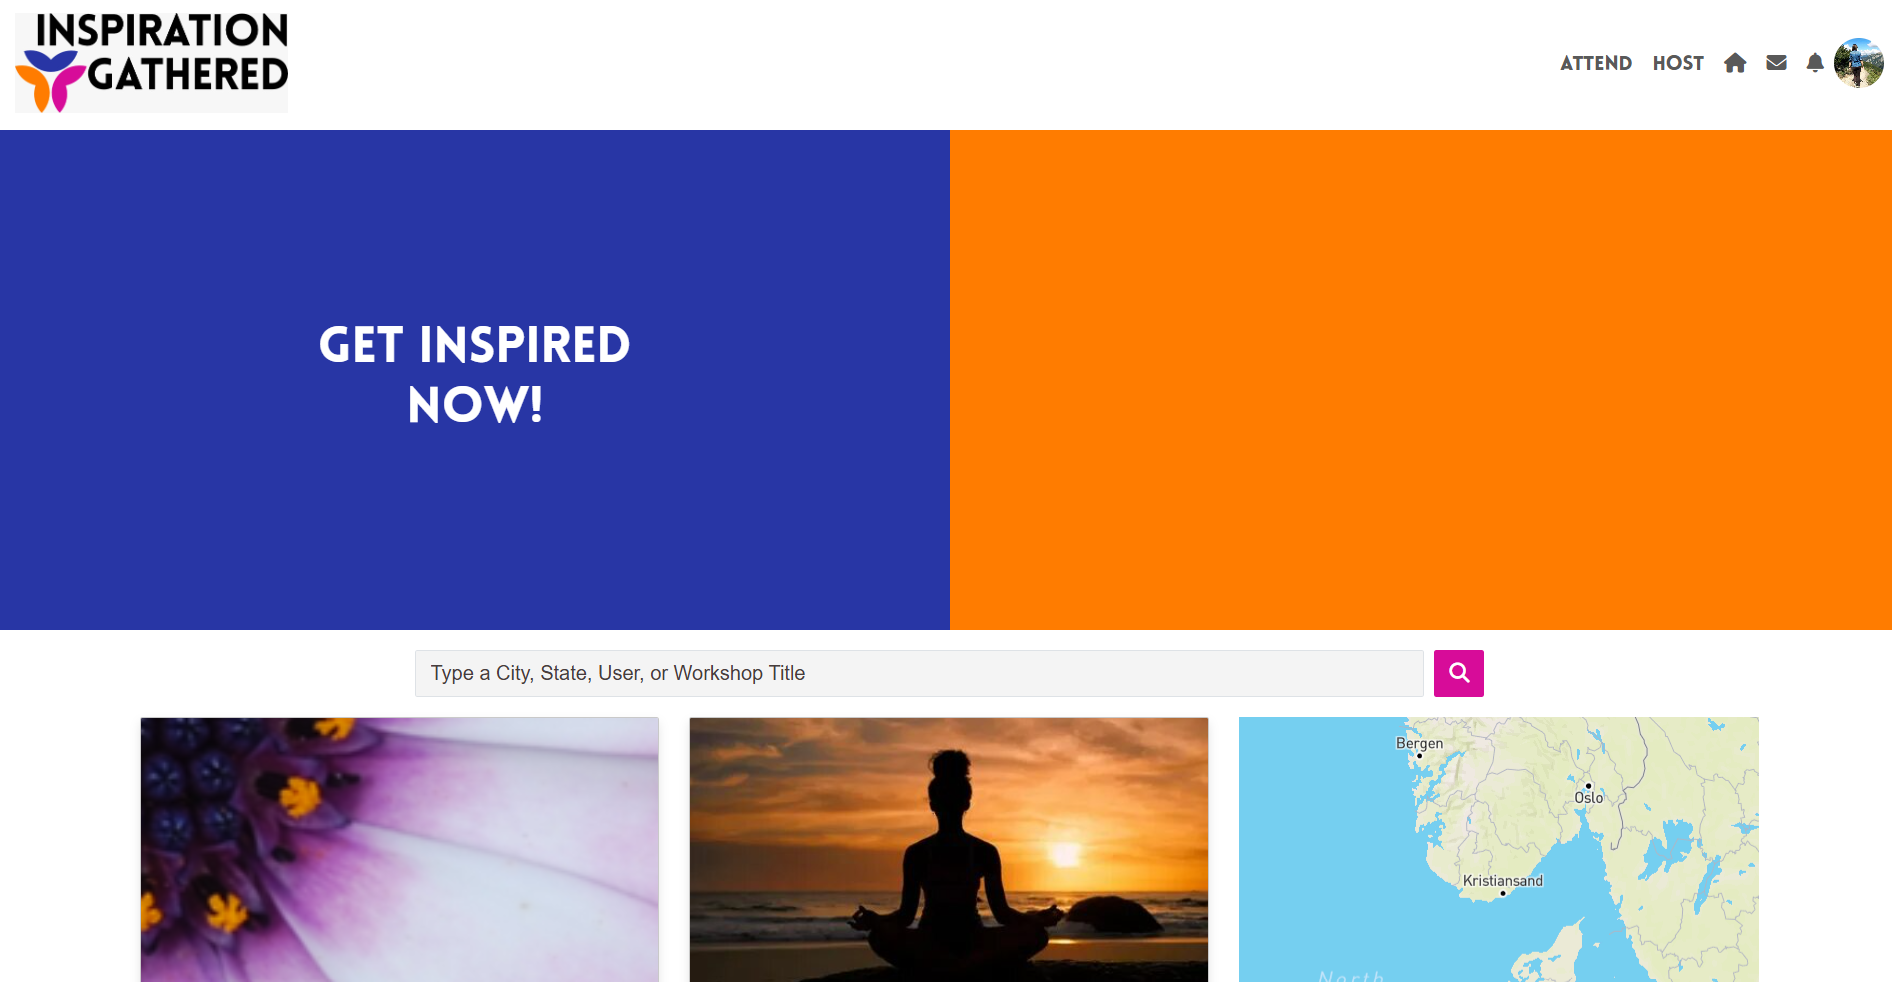 INSPIRATION
GATHERED
ATTEND HOST
GET INSPIRED
NOW!
Type a City, State, User, or Workshop Title
Bergen
Oslo
Kristiansand
North